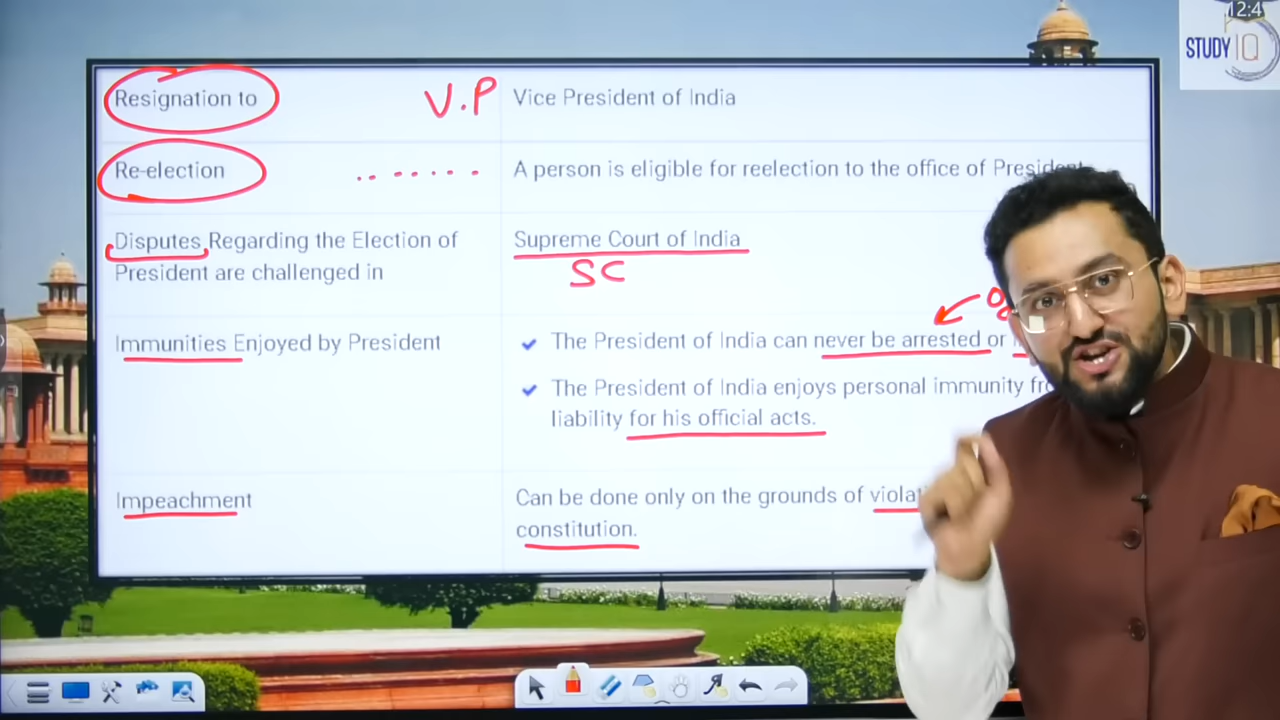 12:4
STUDY IQ
Resignation to
V.P
Vice President of India
Re-election
A person is eligible for reelection to the office of President
Disputes Regarding the Election of
President are challenged in
Supreme Court of India
SC
Immunities Enjoyed by President
The President of India can never be arrested or
The President of India enjoys personal immunity
liability for his official acts.
Impeachment
Can be done only on the grounds of
constitution.